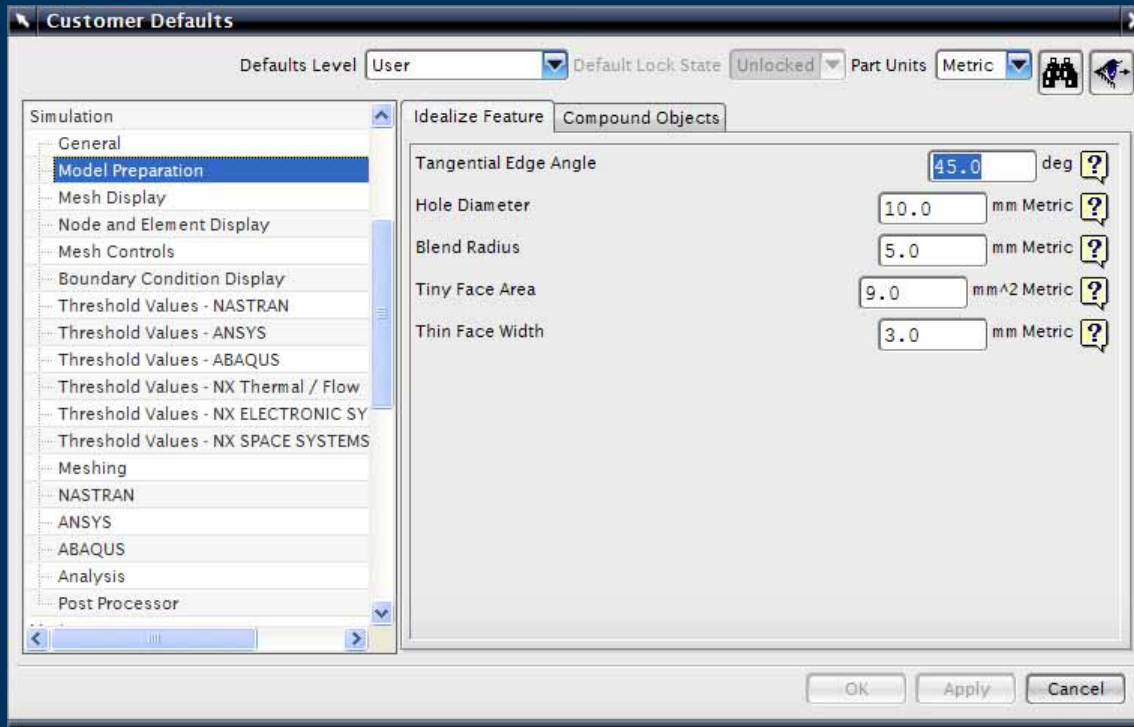 Customer Defaults
Defaults Level User Default Lock State Unlocked Part Units Metric
Simulation
General
Model Preparation
Mesh Display
Node and Element Display
Mesh Controls
Boundary Condition Display
Threshold Values - NASTRAN
Threshold Values - ANSYS
Threshold Values - ABAQUS
Threshold Values - NX Thermal / Flow
Threshold Values - NX ELECTRONIC SY
Threshold Values - NX SPACE SYSTEMS
Meshing
NASTRAN
ANSYS
ABAQUS
Analysis
Post Processor
Idealize Feature Compound Objects
Tangential Edge Angle 45.0 deg ?
Hole Diameter 10.0 mm Metric ?
Blend Radius 5.0 mm Metric ?
Tiny Face Area 9.0 mm^2 Metric ?
Thin Face Width 3.0 mm Metric ?
OK Apply Cancel